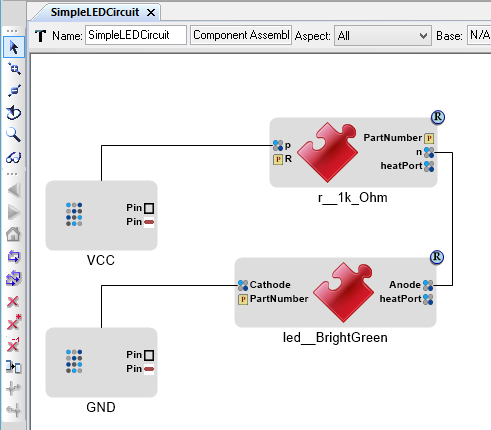 SimpleLEDCircuit
Name: SimpleLEDCircuit Component Assembl Aspect: All Base: N/A
R
PartNumber P
p
n
P R
heatPort
r__1k_Ohm
Pin
Pin
VCC
R
Cathode
Anode
P PartNumber
heatPort
led__BrightGreen
Pin
Pin
GND